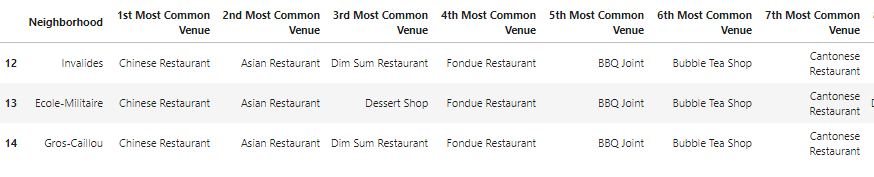 Neighborhood 1st Most Common Venue 2nd Most Common Venue 3rd Most Common Venue 4th Most Common Venue 5th Most Common Venue 6th Most Common Venue 7th Most Common Venue
12 Invalides Chinese Restaurant Asian Restaurant Dim Sum Restaurant Fondue Restaurant BBQ Joint Bubble Tea Shop Cantonese Restaurant
13 Ecole-Militaire Chinese Restaurant Asian Restaurant Dessert Shop Fondue Restaurant BBQ Joint Bubble Tea Shop Cantonese Restaurant
14 Gros-Caillou Chinese Restaurant Asian Restaurant Dim Sum Restaurant Fondue Restaurant BBQ Joint Bubble Tea Shop Cantonese Restaurant